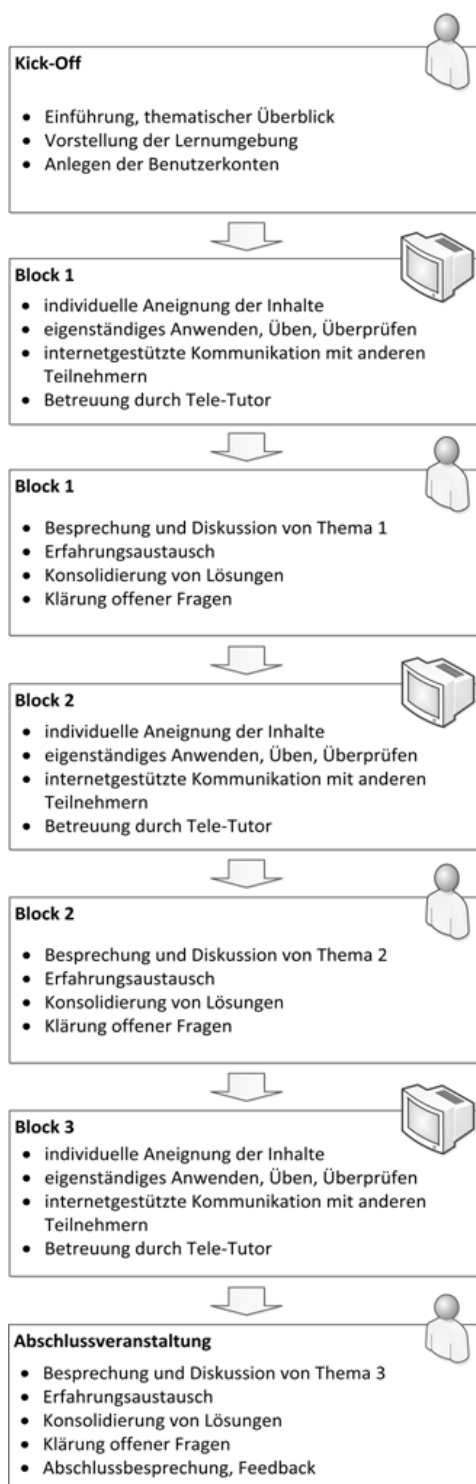 Kick-Off
• Einführung, thematischer Überblick
• Vorstellung der Lernumgebung
• Anlegen der Benutzerkonten
Block 1
• individuelle Aneignung der Inhalte
• eigenständiges Anwenden, Üben, Überprüfen
• internetgestützte Kommunikation mit anderen
Teilnehmern
• Betreuung durch Tele-Tutor
Block 1
• Besprechung und Diskussion von Thema 1
• Erfahrungsaustausch
• Konsolidierung von Lösungen
• Klärung offener Fragen
Block 2
• individuelle Aneignung der Inhalte
• eigenständiges Anwenden, Üben, Überprüfen
• internetgestützte Kommunikation mit anderen
Teilnehmern
• Betreuung durch Tele-Tutor
Block 2
• Besprechung und Diskussion von Thema 2
• Erfahrungsaustausch
• Konsolidierung von Lösungen
• Klärung offener Fragen
Block 3
• individuelle Aneignung der Inhalte
• eigenständiges Anwenden, Üben, Überprüfen
• internetgestützte Kommunikation mit anderen
Teilnehmern
• Betreuung durch Tele-Tutor
Abschlussveranstaltung
• Besprechung und Diskussion von Thema 3
• Erfahrungsaustausch
• Konsolidierung von Lösungen
• Klärung offener Fragen
• Abschlussbesprechung, Feedback